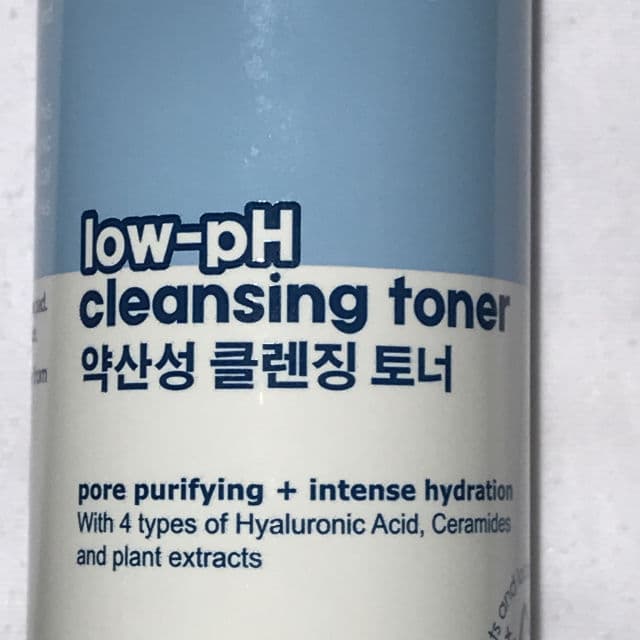 low-pH
cleansing toner
약산성 클렌징 토너
pore purifying + intense hydration
With 4 types of Hyaluronic Acid, Ceramides
and plant extracts